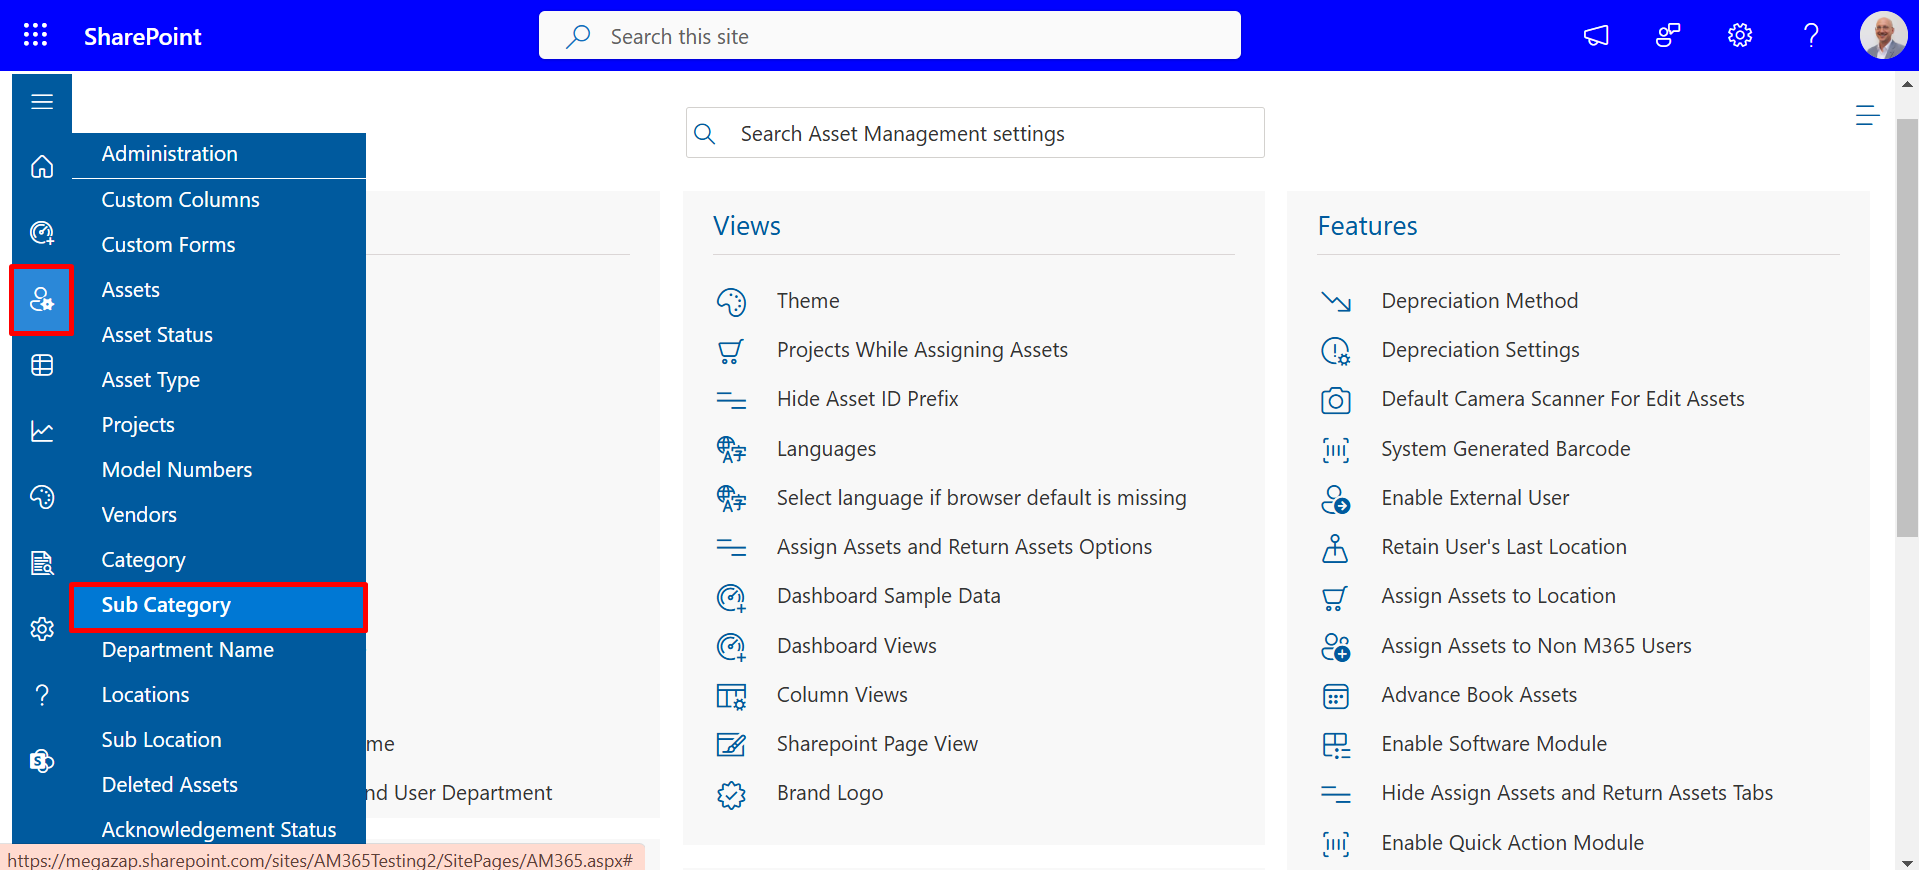 SharePoint
Search this site
Search Asset Management settings
Administration
Custom Columns
Custom Forms
Assets
Asset Status
Asset Type
Projects
Model Numbers
Vendors
Category
Sub Category
Department Name
Locations
Sub Location
Deleted Assets
Acknowledgement Status
me
nd User Department
Views
Theme
Projects While Assigning Assets
Hide Asset ID Prefix
Languages
Select language if browser default is missing
Assign Assets and Return Assets Options
Dashboard Sample Data
Dashboard Views
Column Views
Sharepoint Page View
Brand Logo
Features
Depreciation Method
Depreciation Settings
Default Camera Scanner For Edit Assets
System Generated Barcode
Enable External User
Retain User's Last Location
Assign Assets to Location
Assign Assets to Non M365 Users
Advance Book Assets
Enable Software Module
Hide Assign Assets and Return Assets Tabs
Enable Quick Action Module
https://megazap.sharepoint.com/sites/AM365Testing2/SitePages/AM365.aspx#